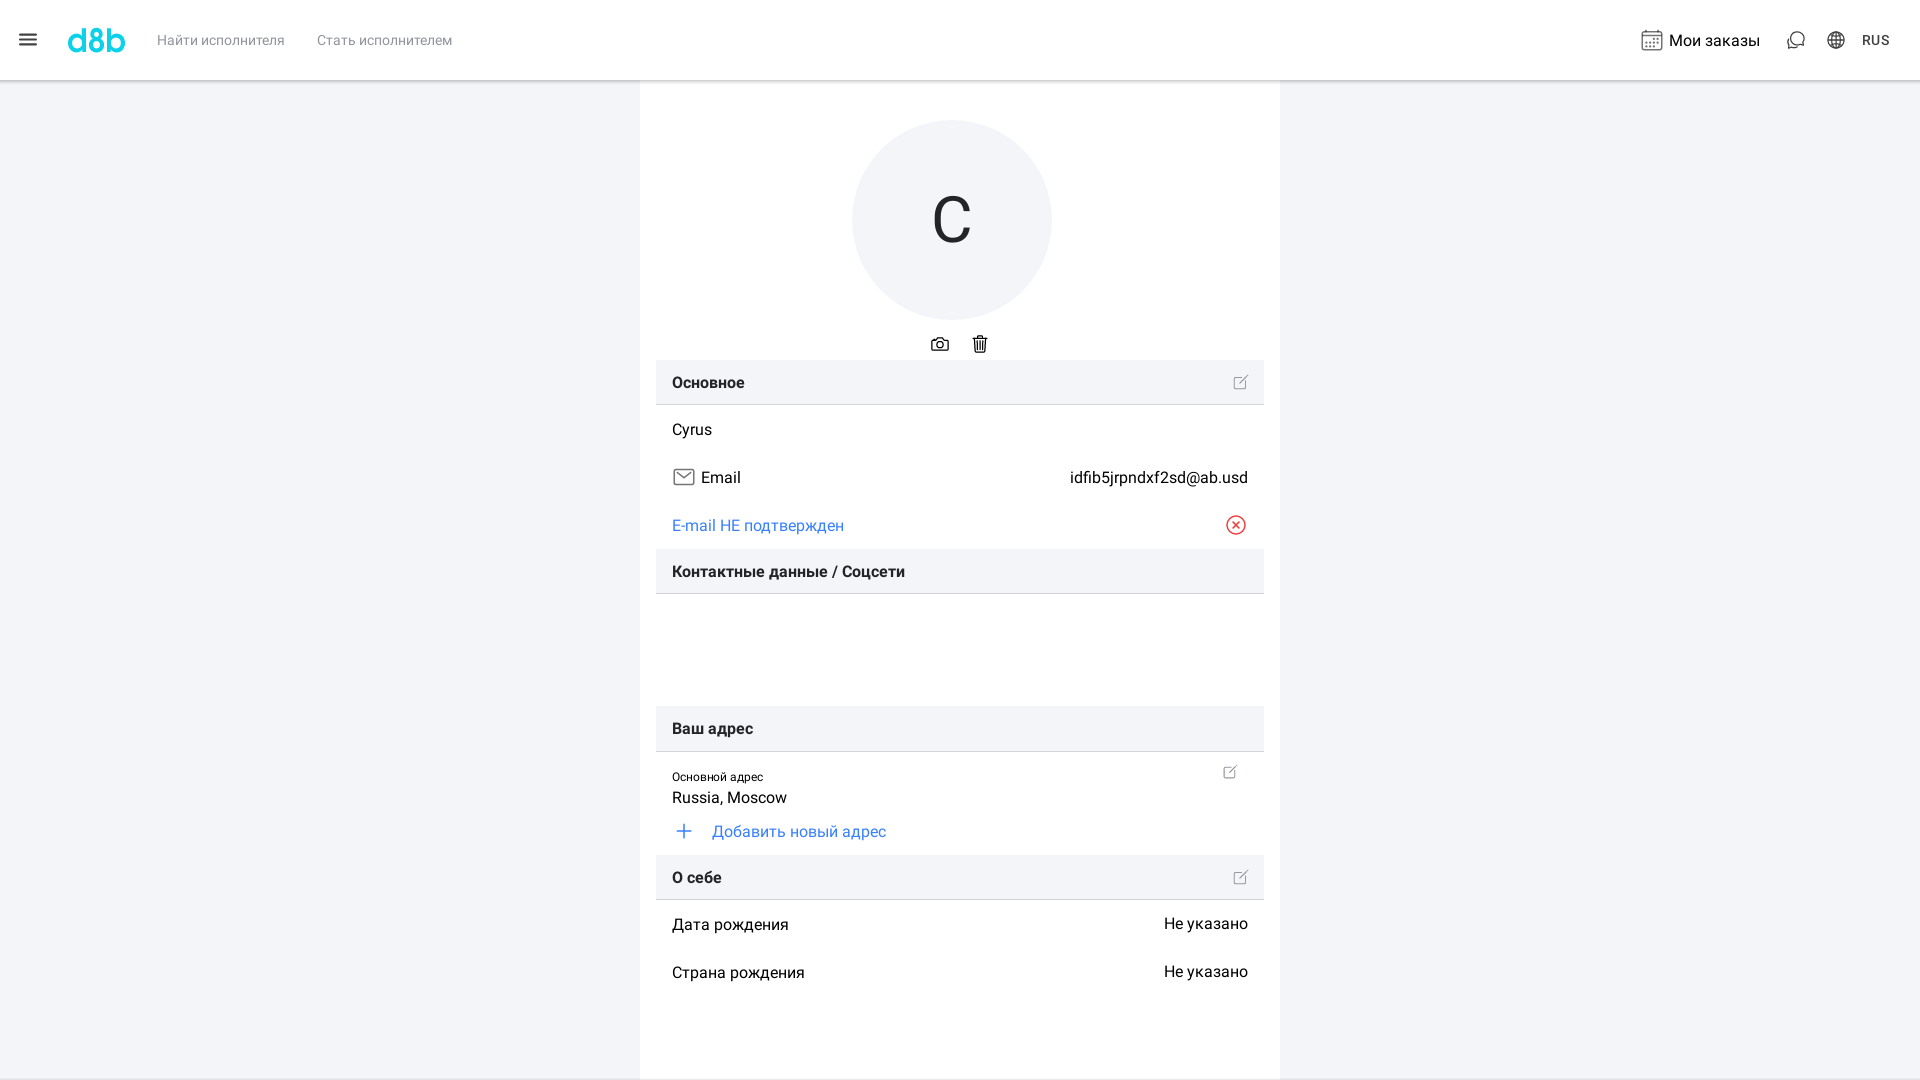 d8b
Найти исполнителя
Стать исполнителем
Мои заказы
RUS
C
Основное
Cyrus
Email
idfib5jrpndxf2sd@ab.usd
E-mail НЕ подтвержден
Контактные данные / Соцсети
Ваш адрес
Основной адрес
Russia, Moscow
Добавить новый адрес
О себе
Дата рождения
Не указано
Страна рождения
Не указано